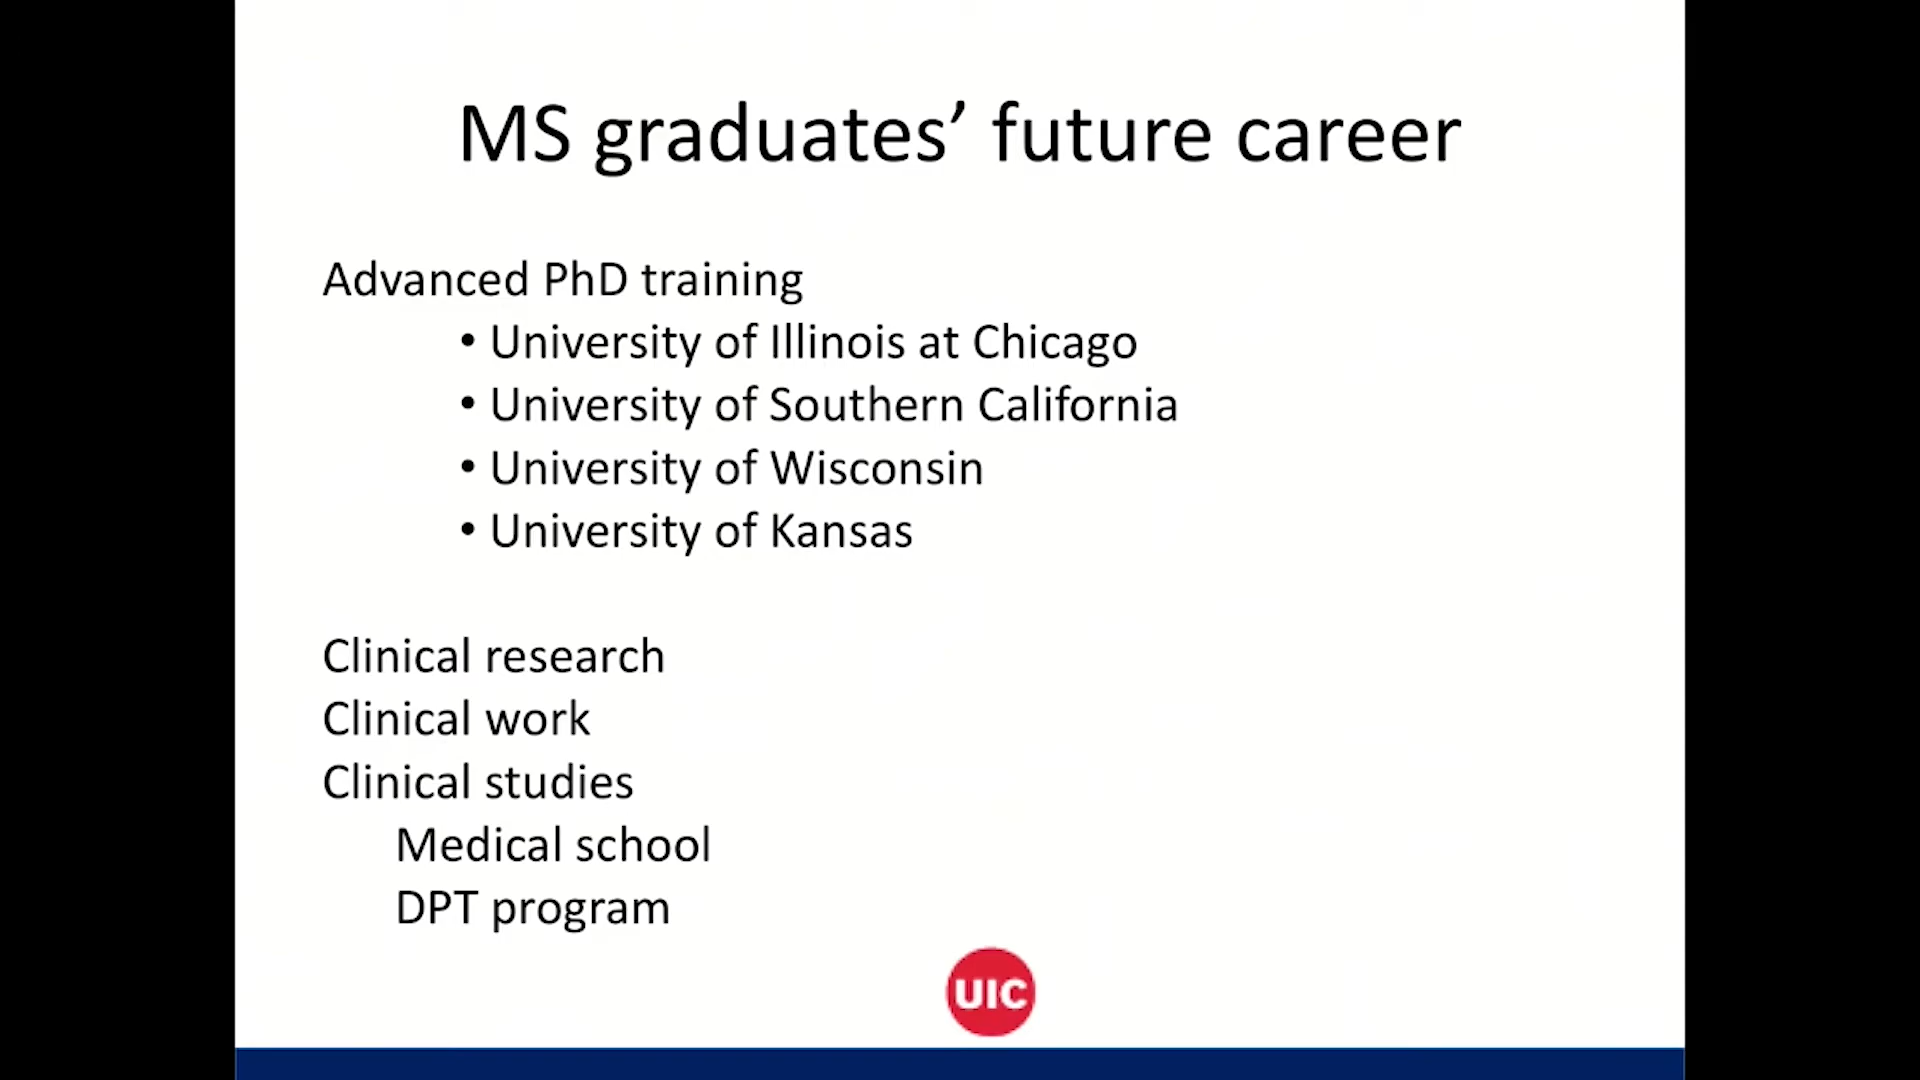 MS graduates’ future career
Advanced PhD training
• University of Illinois at Chicago
• University of Southern California
• University of Wisconsin
• University of Kansas
Clinical research
Clinical work
Clinical studies
Medical school
DPT program
UIC